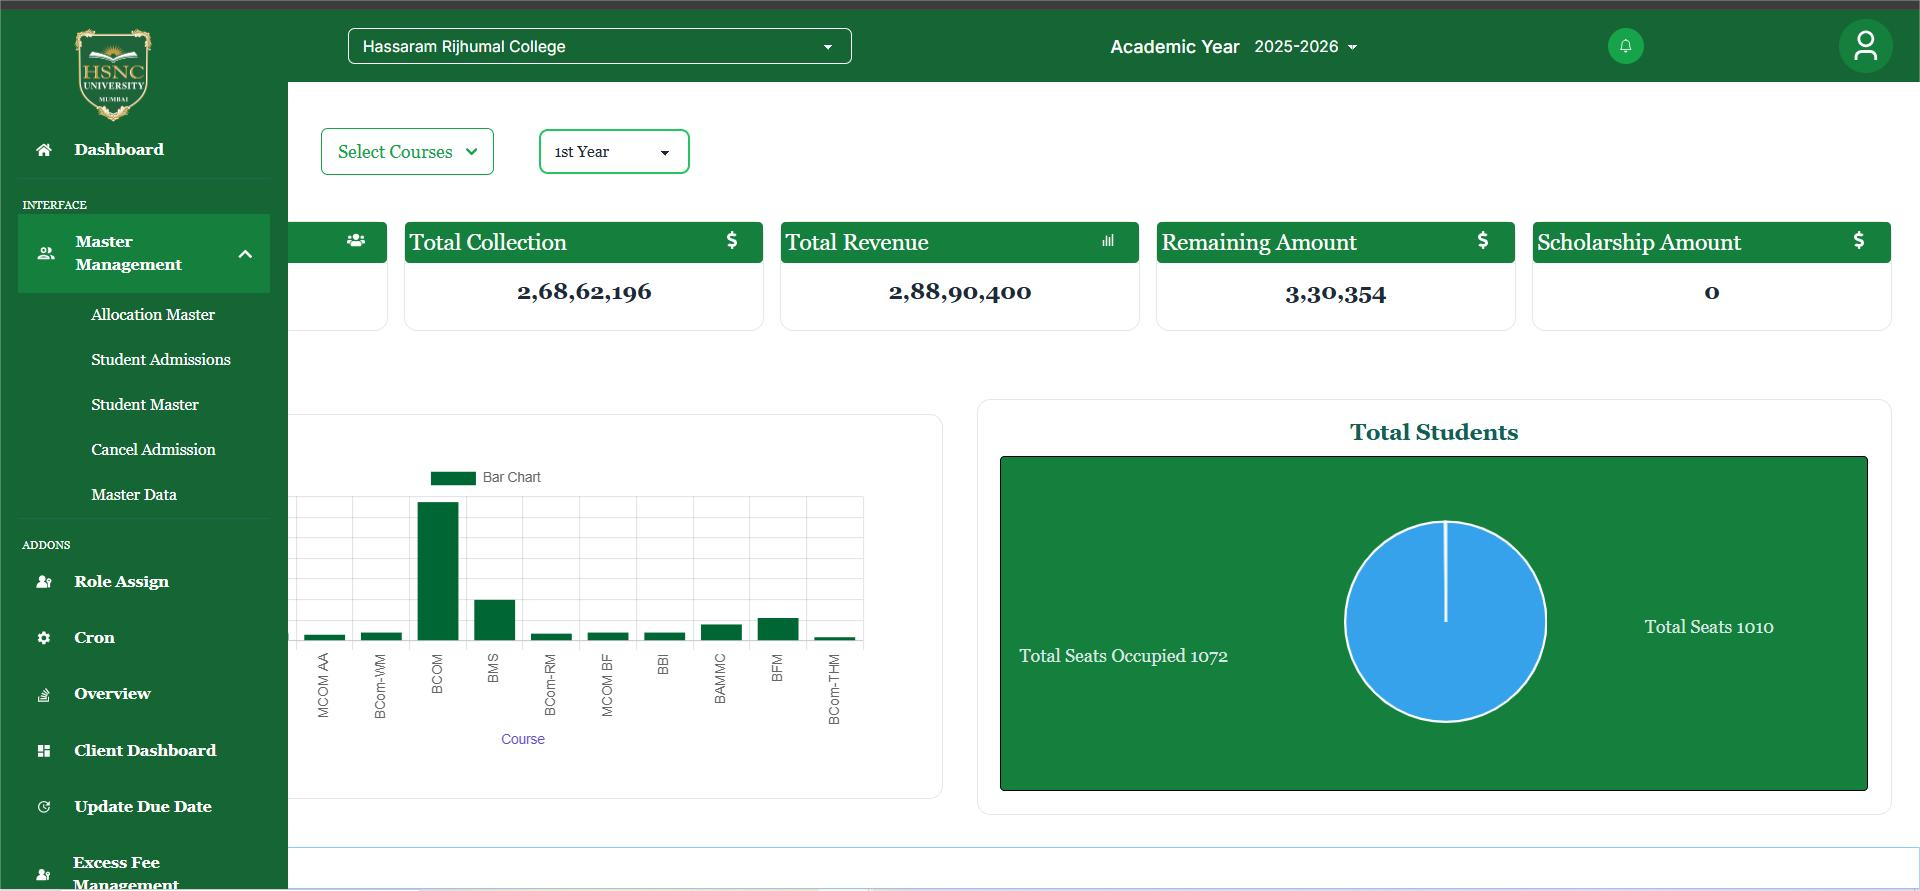 HSNC
UNIVERSITY
MUMBAI
Hassaram Rijhumal College
Academic Year 2025-2026
Dashboard
INTERFACE
Master
Management
Allocation Master
Student Admissions
Student Master
Cancel Admission
Master Data
ADDONS
Role Assign
Cron
Overview
Client Dashboard
Update Due Date
Excess Fee
Management
Select Courses
1st Year
Total Collection
2,68,62,196
Total Revenue
2,88,90,400
Remaining Amount
3,30,354
Scholarship Amount
0
Bar Chart
MCOM AA
BCom-WM
BCOM
BMS
BCom-RM
MCOM BF
BBI
BAMMC
BFM
BCom-THM
Course
Total Students
Total Seats Occupied 1072
Total Seats 1010